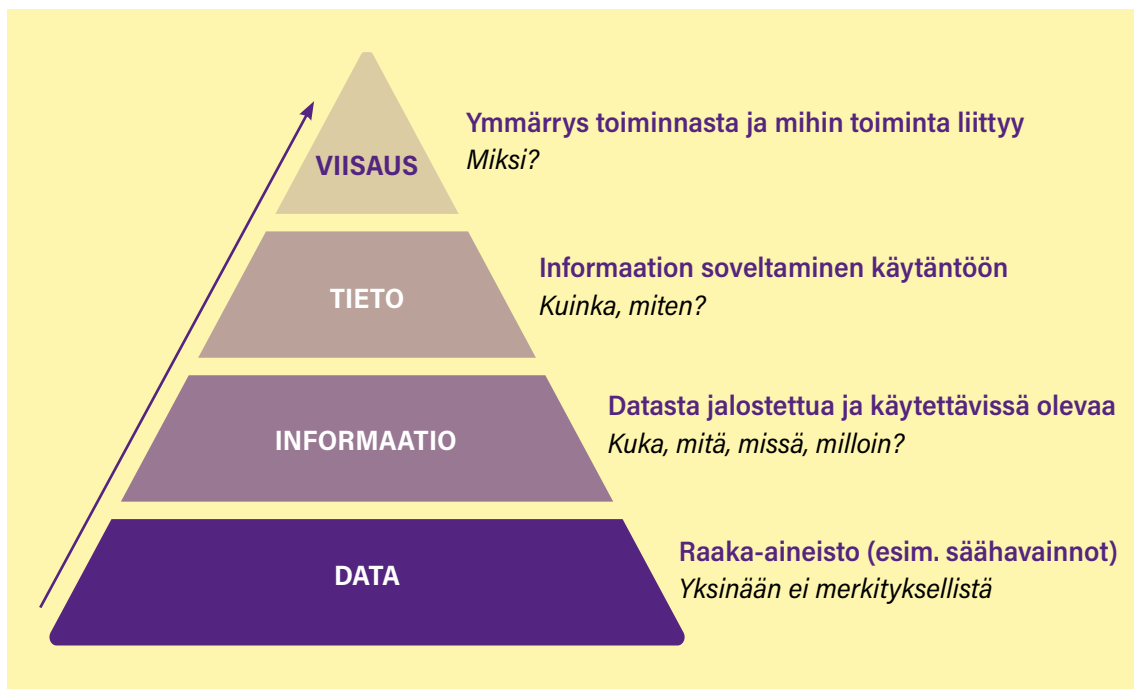 Ymmärrys toiminnasta ja mihin toiminta liittyy
Miksi?
VIISAUS
Informaation soveltaminen käytäntöön
Kuinka, miten?
TIETO
Datasta jalostettua ja käytettävissä olevaa
Kuka, mitä, missä, milloin?
INFORMAATIO
Raaka-aineisto (esim. säähavainnot)
Yksinään ei merkityksellistä
DATA